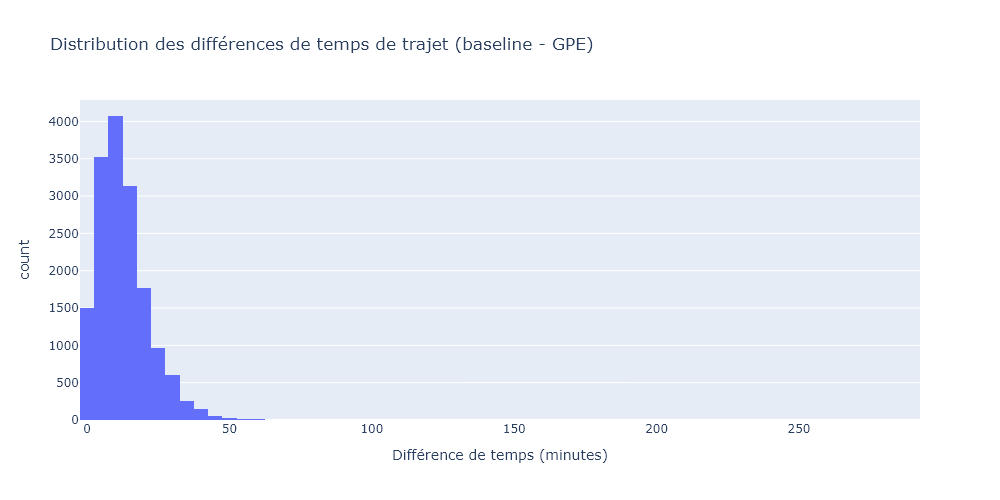 Distribution des différences de temps de trajet (baseline - GPE)
4000
3500
3000
2500
2000
1500
1000
500
0
count
0 50 100 150 200 250
Différence de temps (minutes)